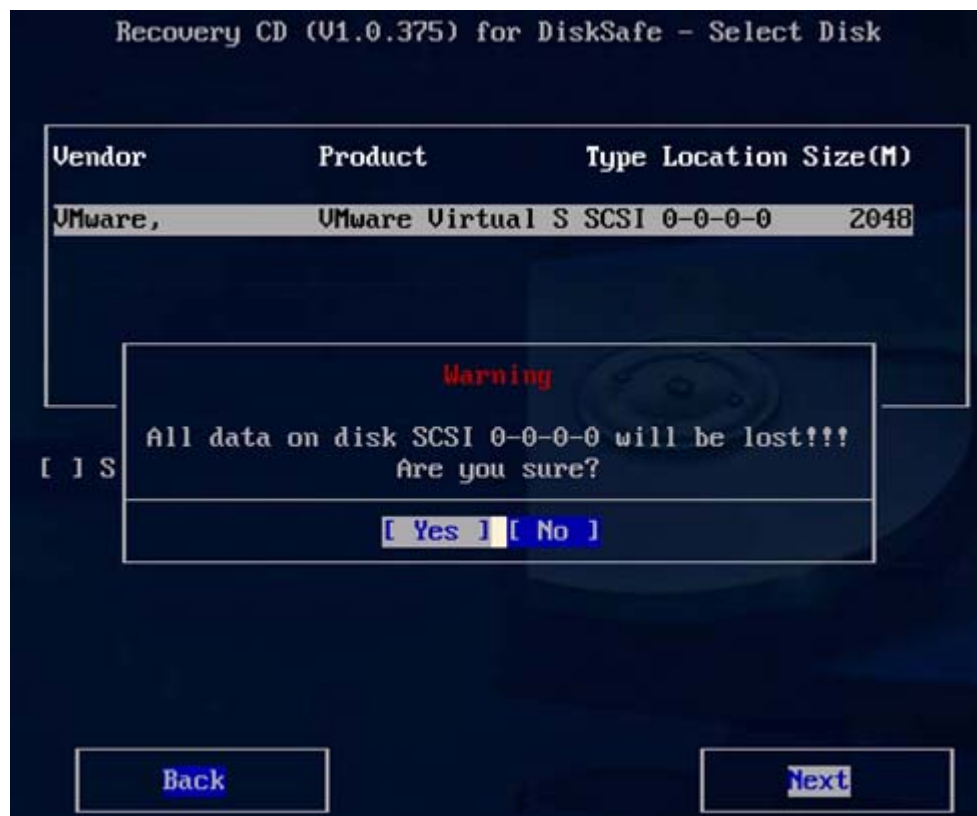 Recovery CD (V1.0.375) for DiskSafe - Select Disk
Vendor Product Type Location Size(M)
VMware, VMware Virtual S SCSI 0-0-0-0 2048
Warning
All data on disk SCSI 0-0-0-0 will be lost!!!
Are you sure?
[ ] S
[ Yes ] [ No ]
Back Next